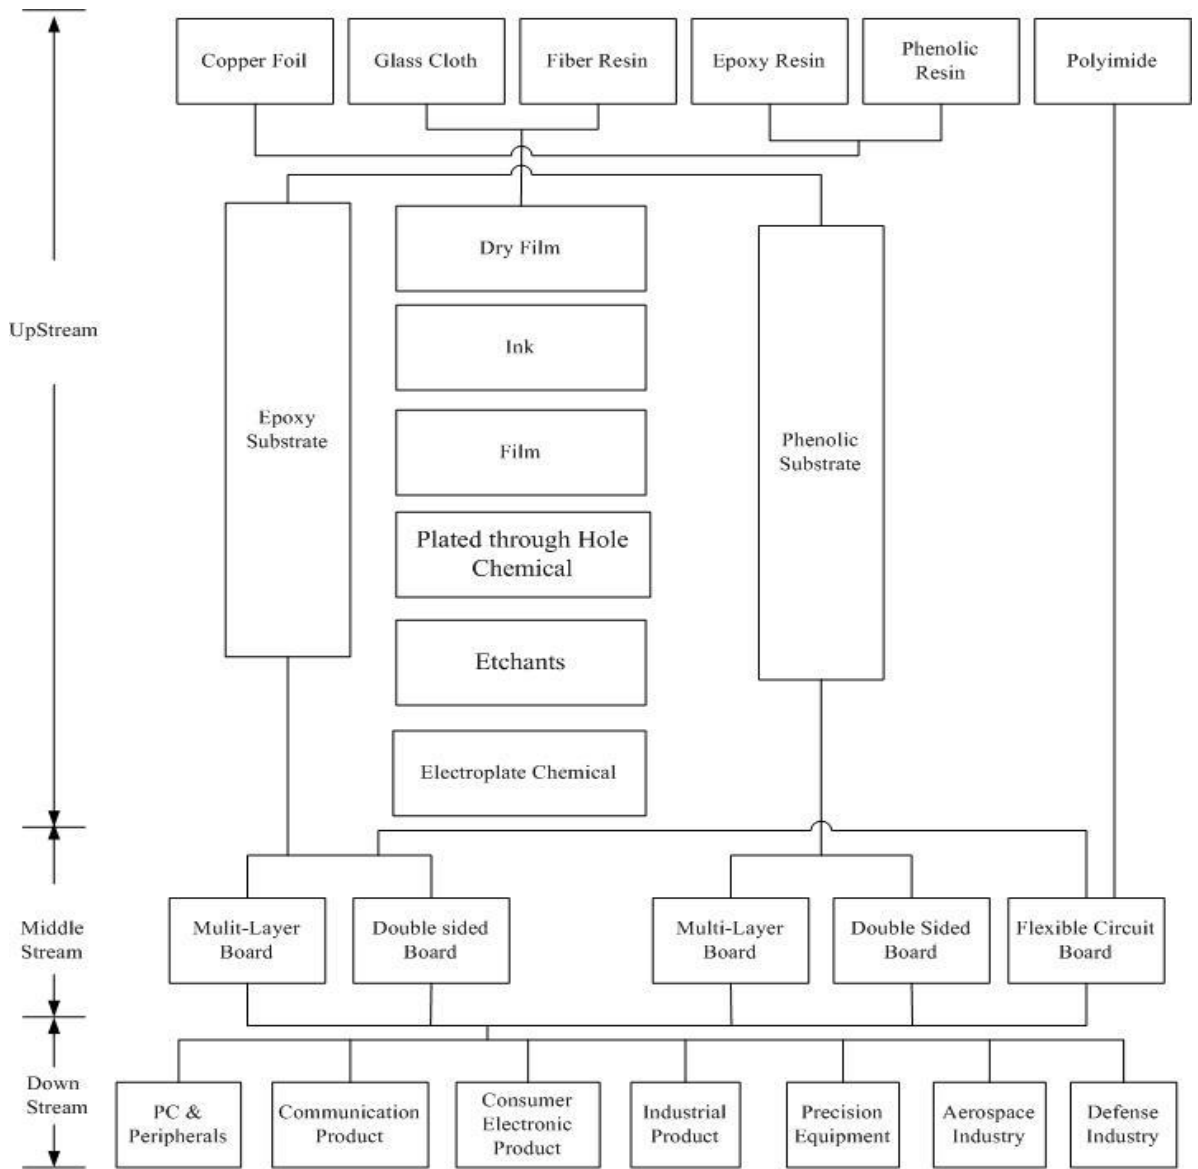 Copper Foil
Glass Cloth
Fiber Resin
Epoxy Resin
Phenolic
Resin
Polyimide
Dry Film
UpStream
Ink
Epoxy
Substrate
Film
Phenolic
Substrate
Plated through Hole
Chemical
Etchants
Electroplate Chemical
Middle
Stream
Mulit-Layer
Board
Double sided
Board
Multi-Layer
Board
Double Sided
Board
Flexible Circuit
Board
Down
Stream
PC &
Peripherals
Communication
Product
Consumer
Electronic
Product
Industrial
Product
Precision
Equipment
Aerospace
Industry
Defense
Industry